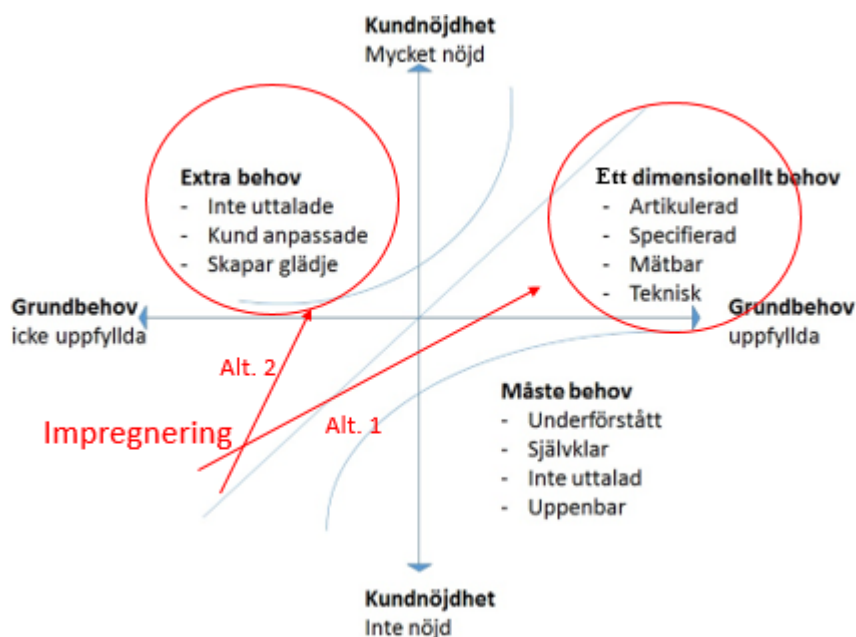 Kundnöjdhet
Mycket nöjd
Extra behov
- Inte uttalade
- Kund anpassade
- Skapar glädje
Ett dimensionellt behov
- Artikulerad
- Specifierad
- Mätbar
- Teknisk
Grundbehov
icke uppfyllda
Grundbehov
uppfyllda
Alt. 2
Impregnering
Alt. 1
Måste behov
- Underförstått
- Självklar
- Inte uttalad
- Uppenbar
Kundnöjdhet
Inte nöjd